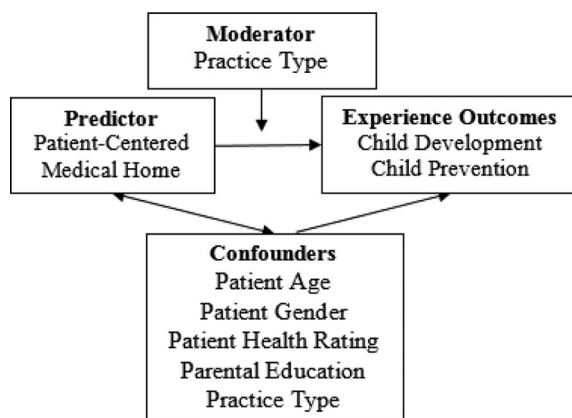 Moderator
Practice Type
Predictor
Patient-Centered
Medical Home
Experience Outcomes
Child Development
Child Prevention
Confounders
Patient Age
Patient Gender
Patient Health Rating
Parental Education
Practice Type